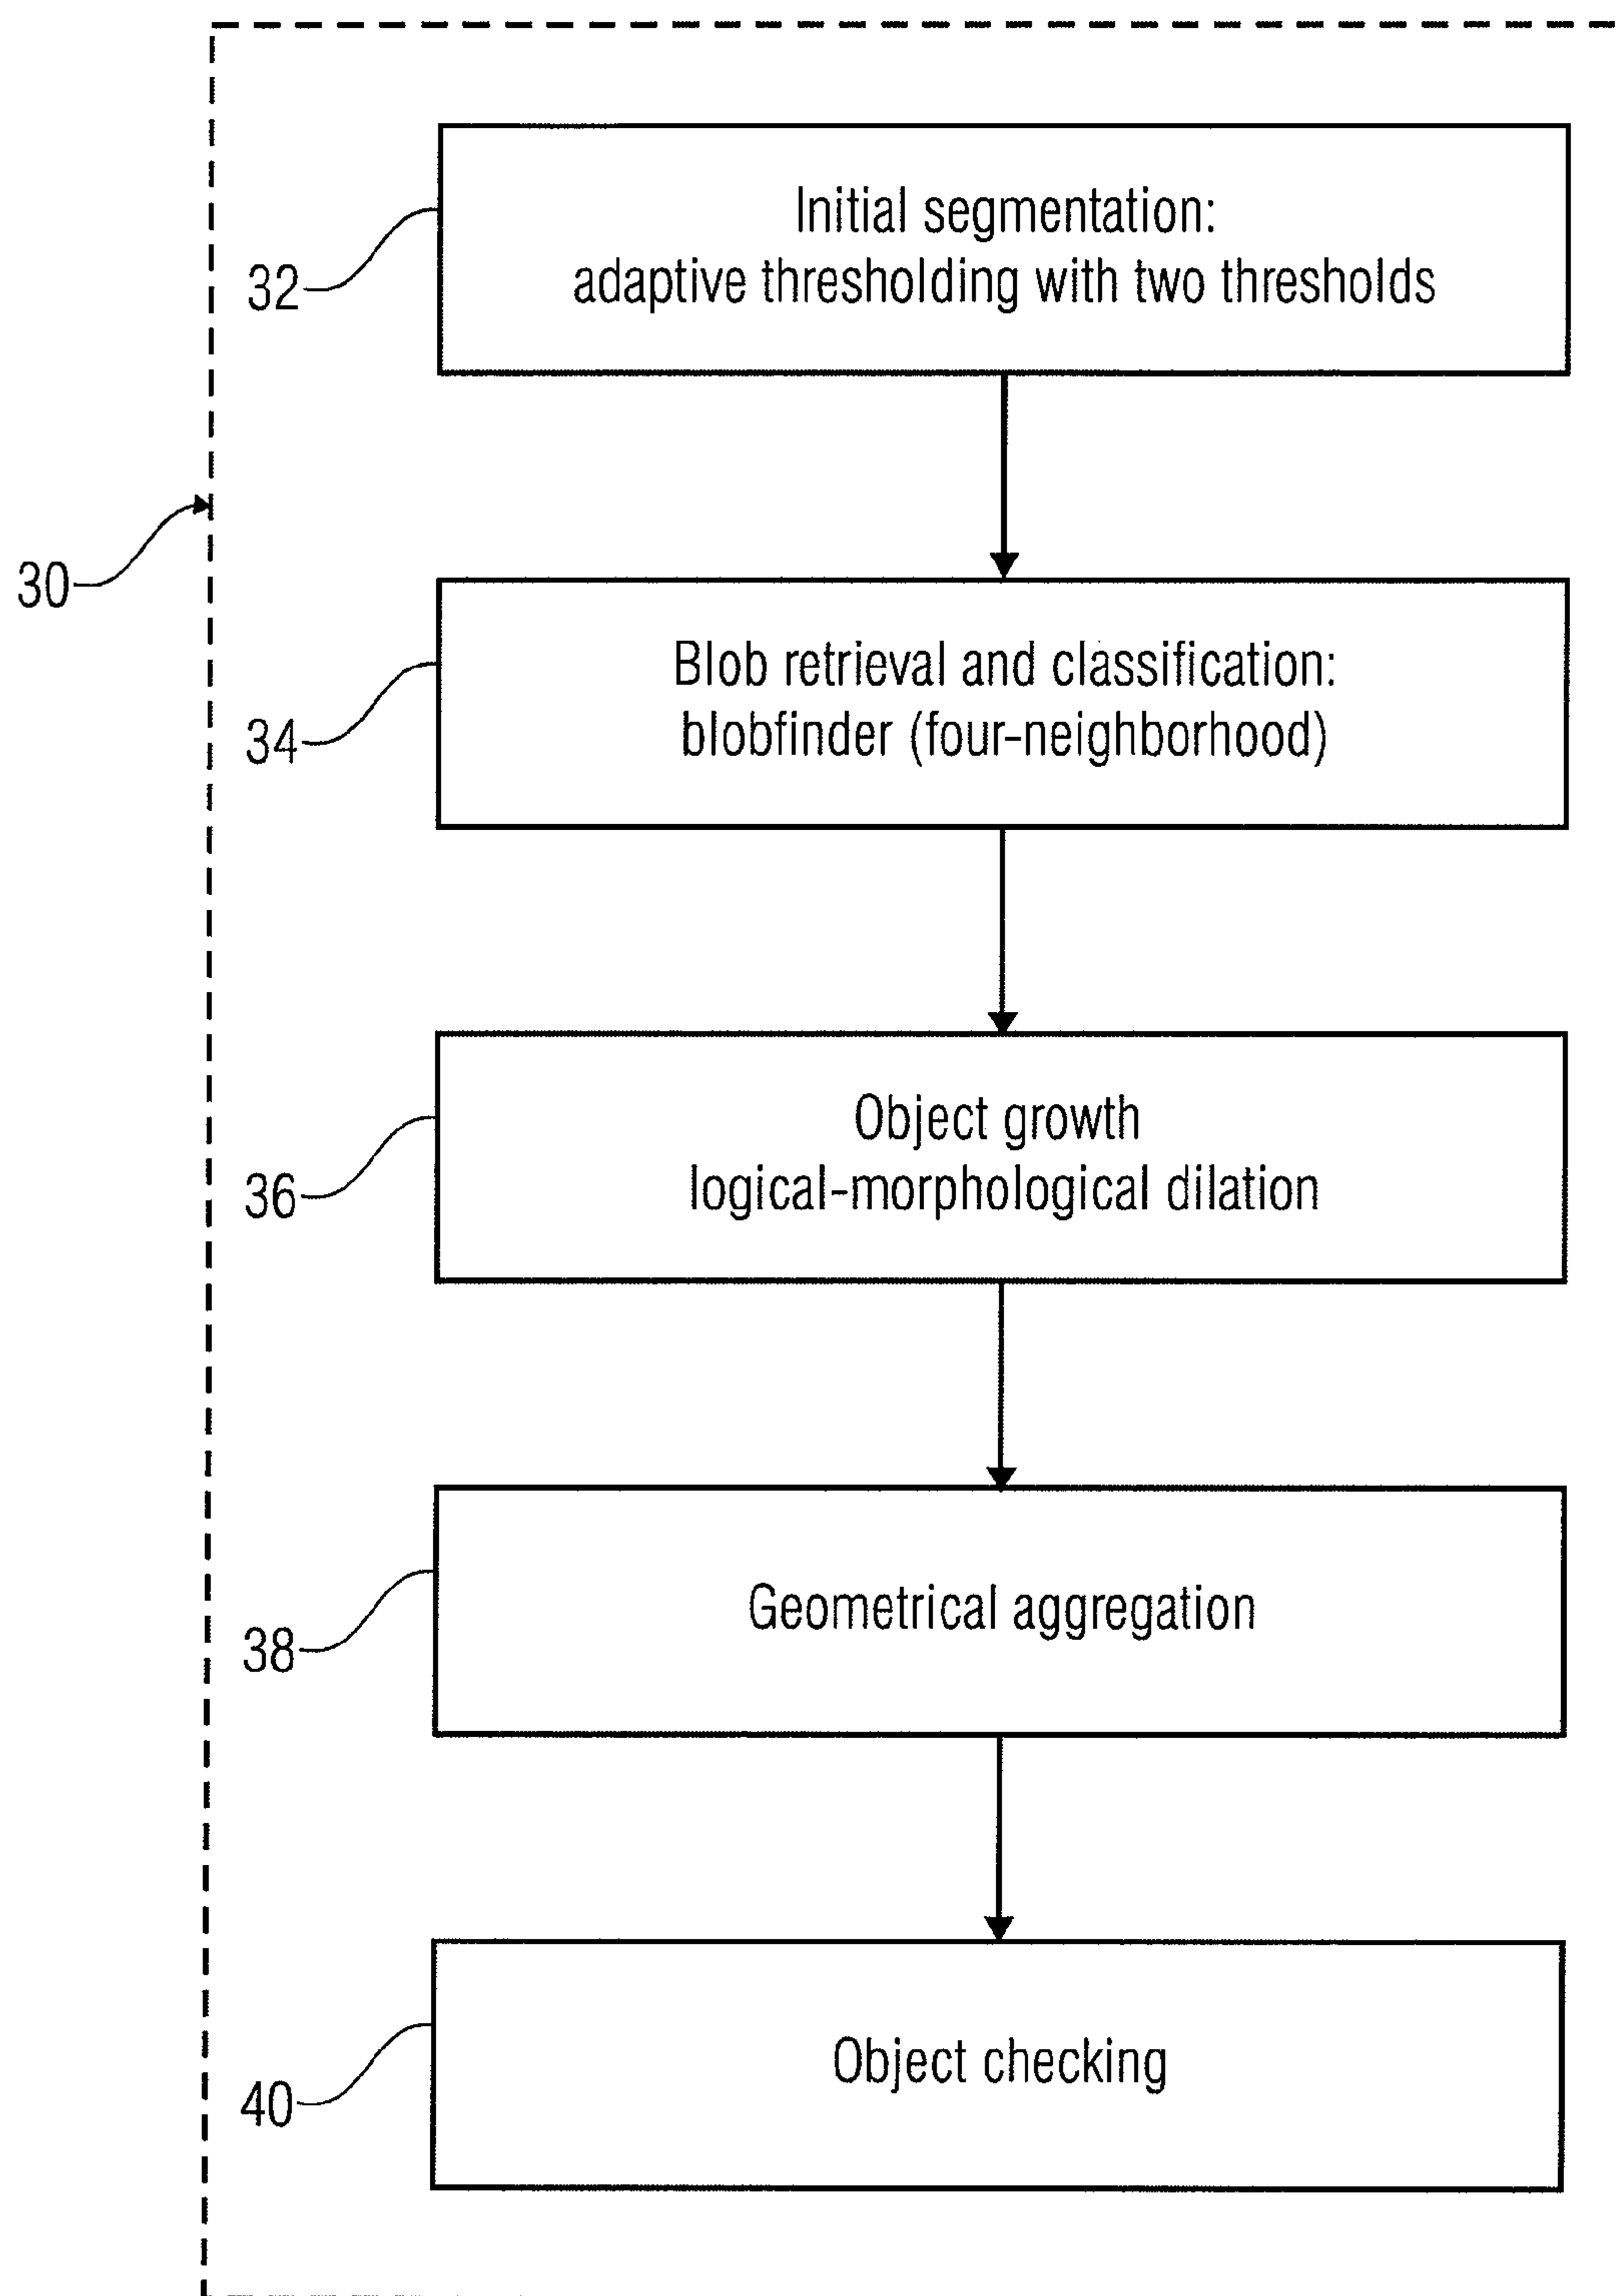 Initial segmentation:
adaptive thresholding with two thresholds
32
30
Blob retrieval and classification:
blobfinder (four-neighborhood)
34
Object growth
logical-morphological dilation
36
Geometrical aggregation
38
Object checking
40